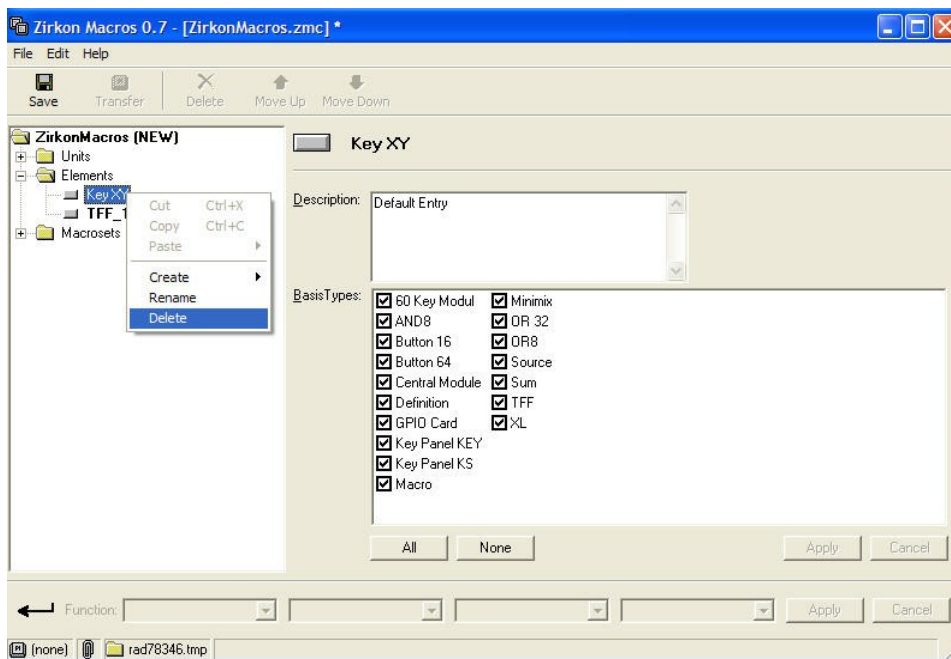 Zirkon Macros 0.7 - [ZirkonMacros.zmc] *
File Edit Help
Save Transfer Delete Move Up Move Down
ZirkonMacros (NEW)
Units
Elements
Key XY
TFF_1
Macrosets
Cut Ctrl+X
Copy Ctrl+C
Paste
Create
Rename
Delete
Key XY
Description: Default Entry
BasisTypes:
60 Key Modul
AND8
Button 16
Button 64
Central Module
Definition
GPIO Card
Key Panel KEY
Key Panel KS
Macro
Minimix
OR 32
OR8
Source
Sum
TFF
XL
All None Apply Cancel
Function: Apply Cancel
(none) rad78346.tmp